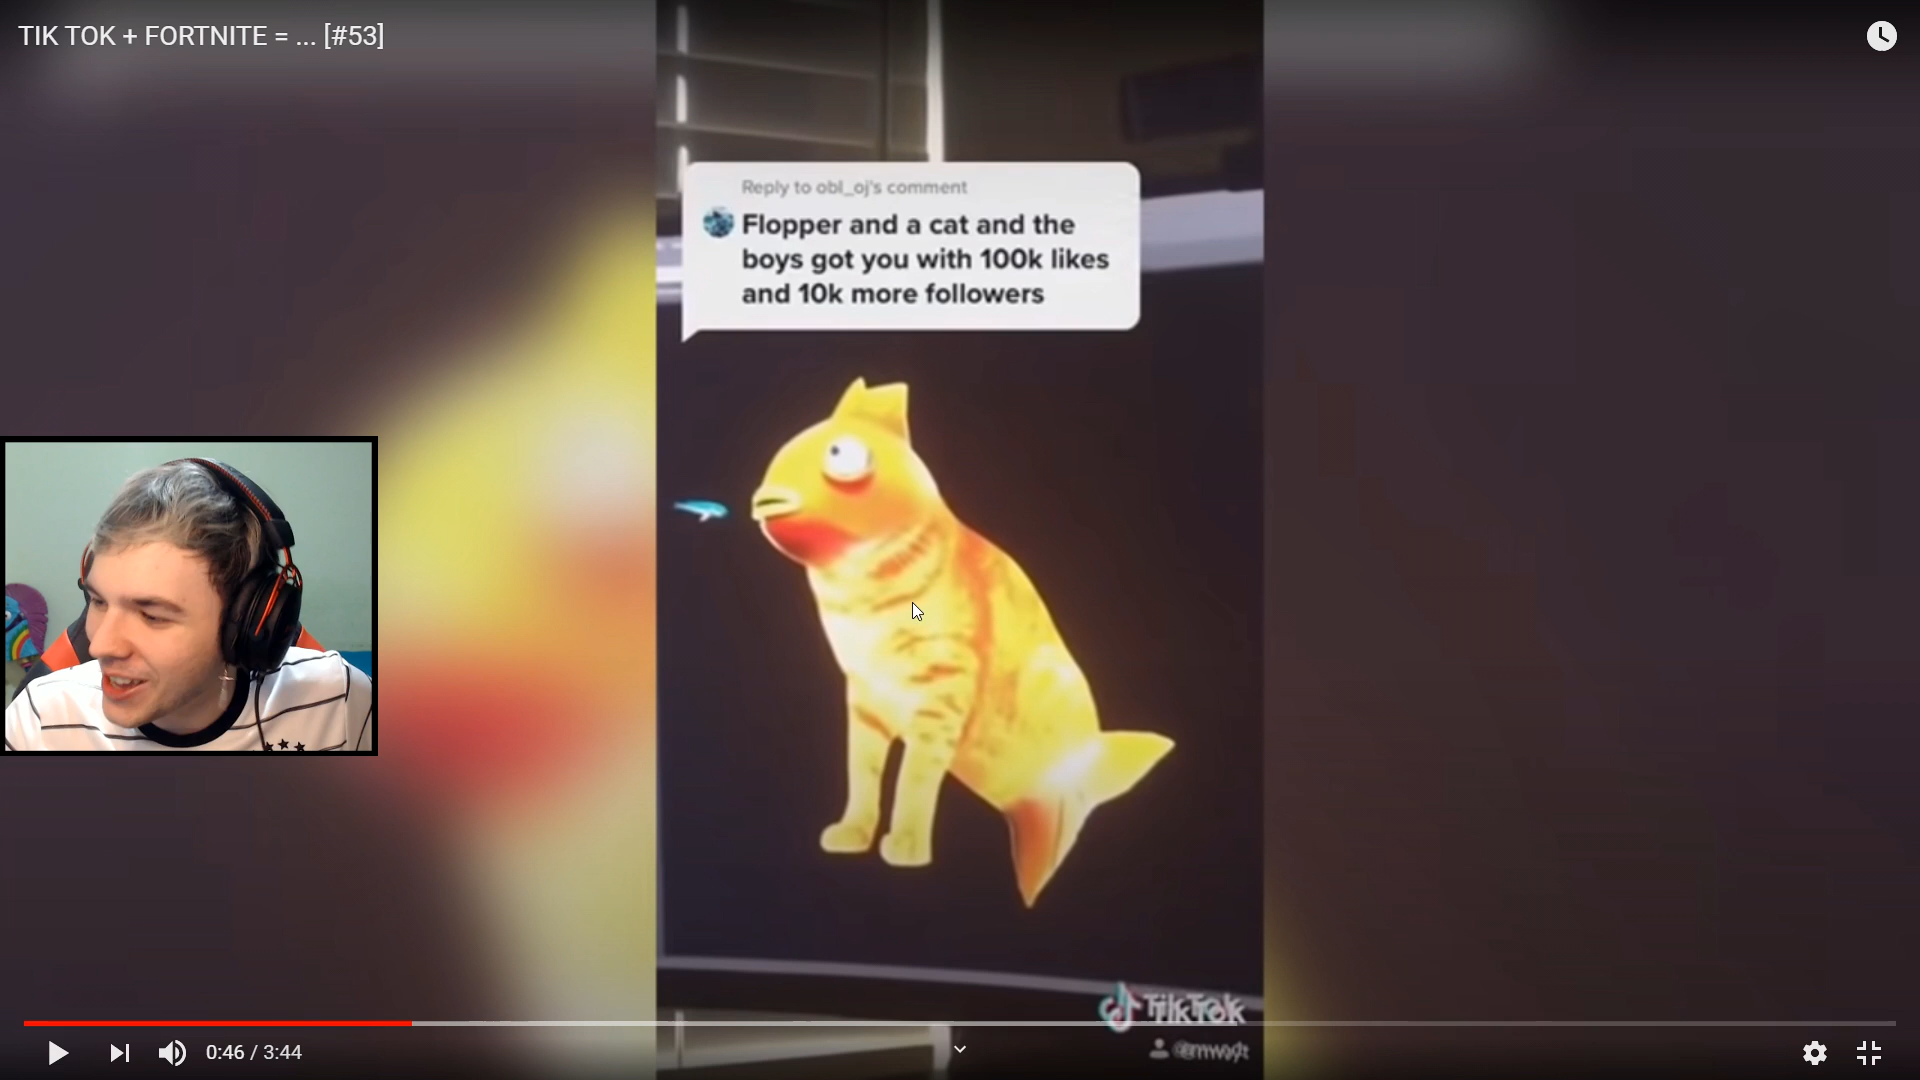 TIK TOK + FORTNITE = ... [#53]
Reply to obl_oj's comment
Flopper and a cat and the
boys got you with 100k likes
and 10k more followers
TikTok
0:46 / 3:44